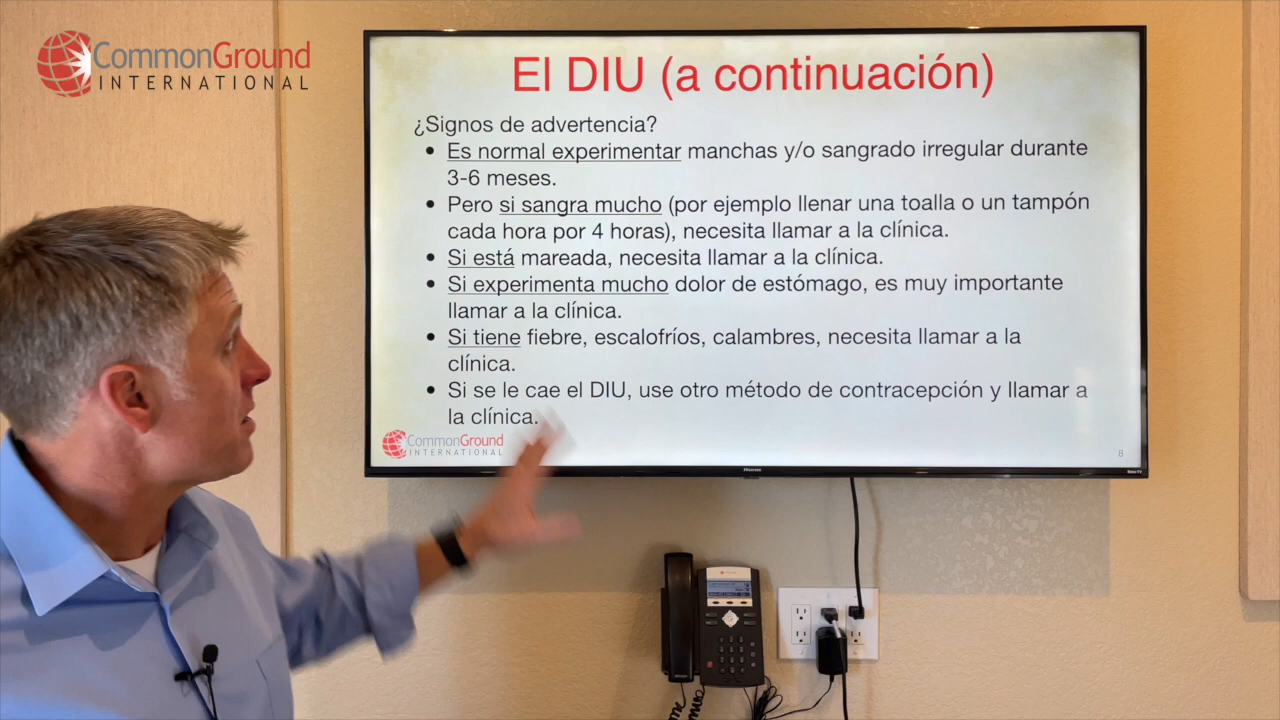 CommonGround
INTERNATIONAL
El DIU (a continuación)
¿Signos de advertencia?
• Es normal experimentar manchas y/o sangrado irregular durante
3-6 meses.
• Pero si sangra mucho (por ejemplo llenar una toalla o un tampón
cada hora por 4 horas), necesita llamar a la clínica.
• Si está mareada, necesita llamar a la clínica.
• Si experimenta mucho dolor de estómago, es muy importante
llamar a la clínica.
• Si tiene fiebre, escalofríos, calambres, necesita llamar a la
clínica.
• Si se le cae el DIU, use otro método de contracepción y llamar a
la clínica.
CommonGround
INTERNATIONAL
8
Hisense
Roku TV